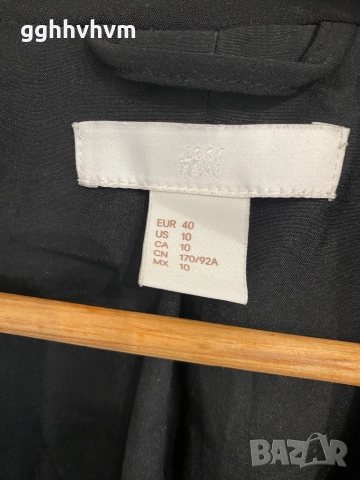 gghhvhvm
H&M
EUR 40
US 10
CA 10
CN 170/92A
MX 10
BAZAR